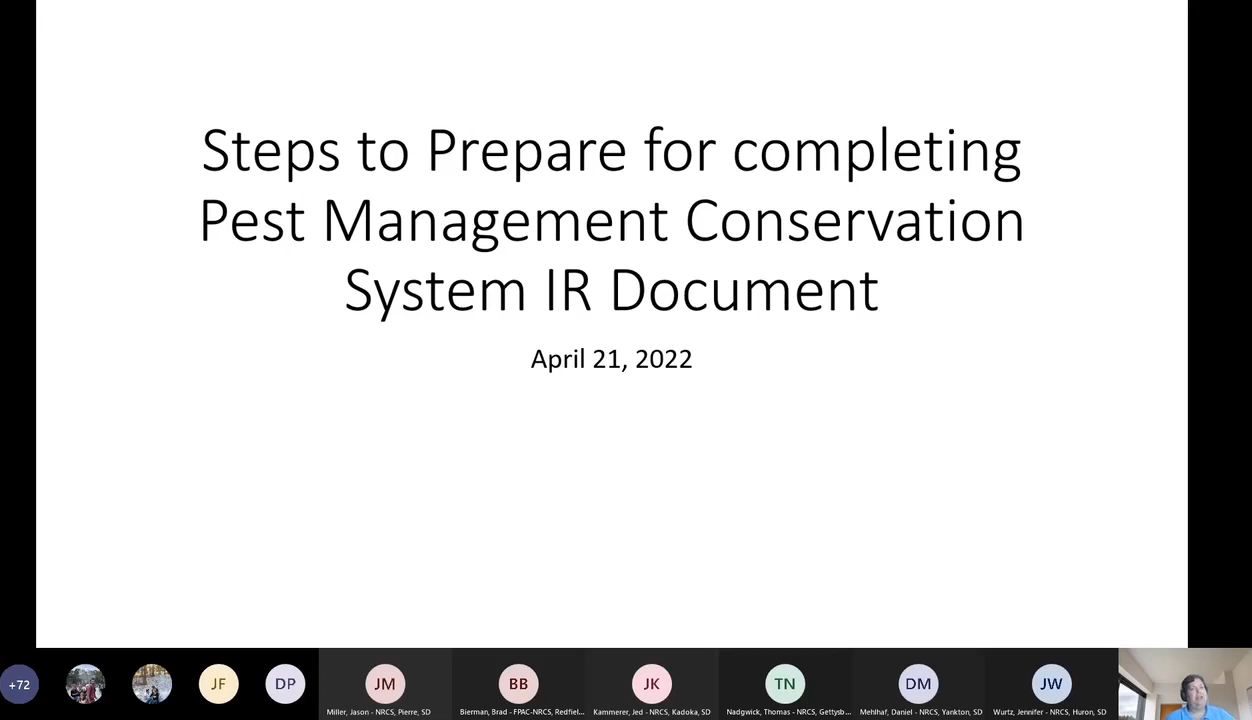 Steps to Prepare for completing
Pest Management Conservation
System IR Document
April 21, 2022
+72
JF
DP
JM
BB
JK
TN
DM
JW
Miller, Jason - NRCS, Pierre, SD
Bierman, Brad - FPAC-NRCS, Redfiel...
Kammerer, Jed - NRCS, Kadoka, SD
Nadgwick, Thomas - NRCS, Gettysb...
Mehlhaf, Daniel - NRCS, Yankton, SD
Wurtz, Jennifer - NRCS, Huron, SD